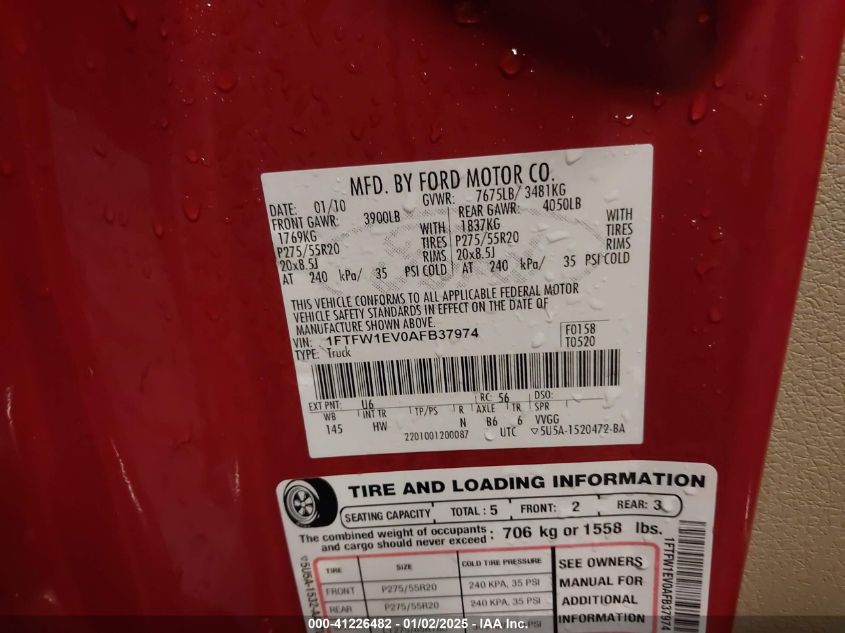 MFD. BY FORD MOTOR CO.
DATE: 01/10 GVWR: 7675LB/ 3481KG
FRONT GAWR: 3900LB REAR GAWR: 4050LB
1769KG WITH 1837KG WITH
P275/55R20 TIRES P275/55R20 TIRES
20x8.5J RIMS 20x8.5J RIMS
AT 240 kPa/ 35 PSI COLD AT 240 kPa/ 35 PSI COLD
THIS VEHICLE CONFORMS TO ALL APPLICABLE FEDERAL MOTOR
VEHICLE SAFETY STANDARDS IN EFFECT ON THE DATE OF
MANUFACTURE SHOWN ABOVE.
VIN: 1FTFW1EV0AFB37974 F0158
TYPE: Truck T0520
EXT PNT: U6 RC: 56 DSO:
WB INT TR TP/PS R AXLE TR SPR
145 HW N B6 6 VVGG
2201001200087 UTC ▽5U5A-1520472-BA
TIRE AND LOADING INFORMATION
SEATING CAPACITY TOTAL : 5 FRONT: 2 REAR: 3
The combined weight of occupants and cargo should never exceed : 706 kg or 1558 lbs.
TIRE SIZE COLD TIRE PRESSURE SEE OWNERS
FRONT P275/55R20 240 KPA, 35 PSI MANUAL FOR
REAR P275/55R20 240 KPA, 35 PSI ADDITIONAL
INFORMATION
1FTFW1EV0AFB37974
000-41226482 - 01/02/2025 - IAA Inc.